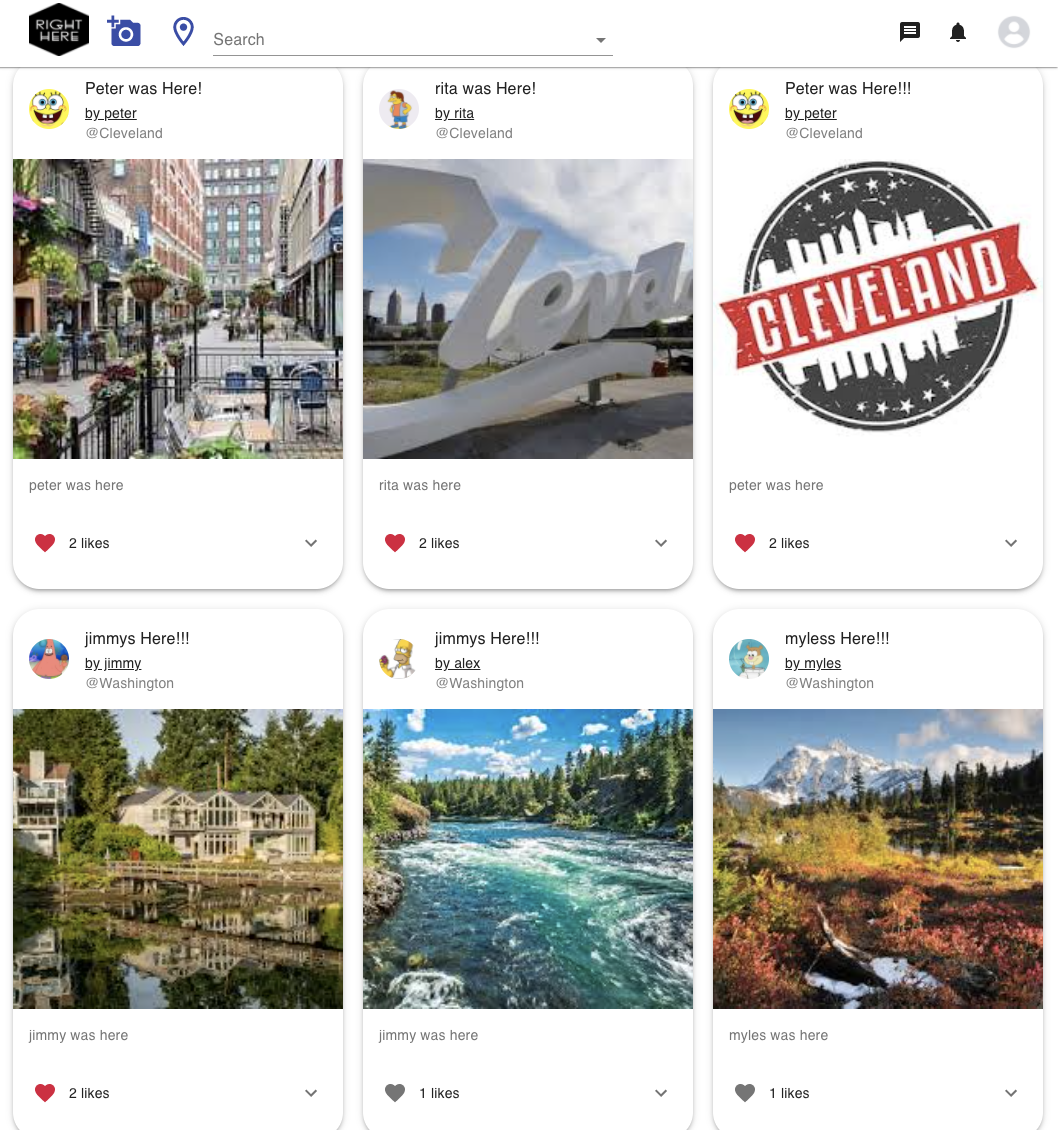 RIGHT
HERE
Search
Peter was Here!
by peter
@Cleveland
rita was Here!
by rita
@Cleveland
Peter was Here!!!
by peter
@Cleveland
Clevel
CLEVELAND
peter was here
rita was here
peter was here
2 likes
2 likes
2 likes
jimmys Here!!!
by jimmy
@Washington
jimmys Here!!!
by alex
@Washington
myless Here!!!
by myles
@Washington
jimmy was here
jimmy was here
myles was here
2 likes
1 likes
1 likes